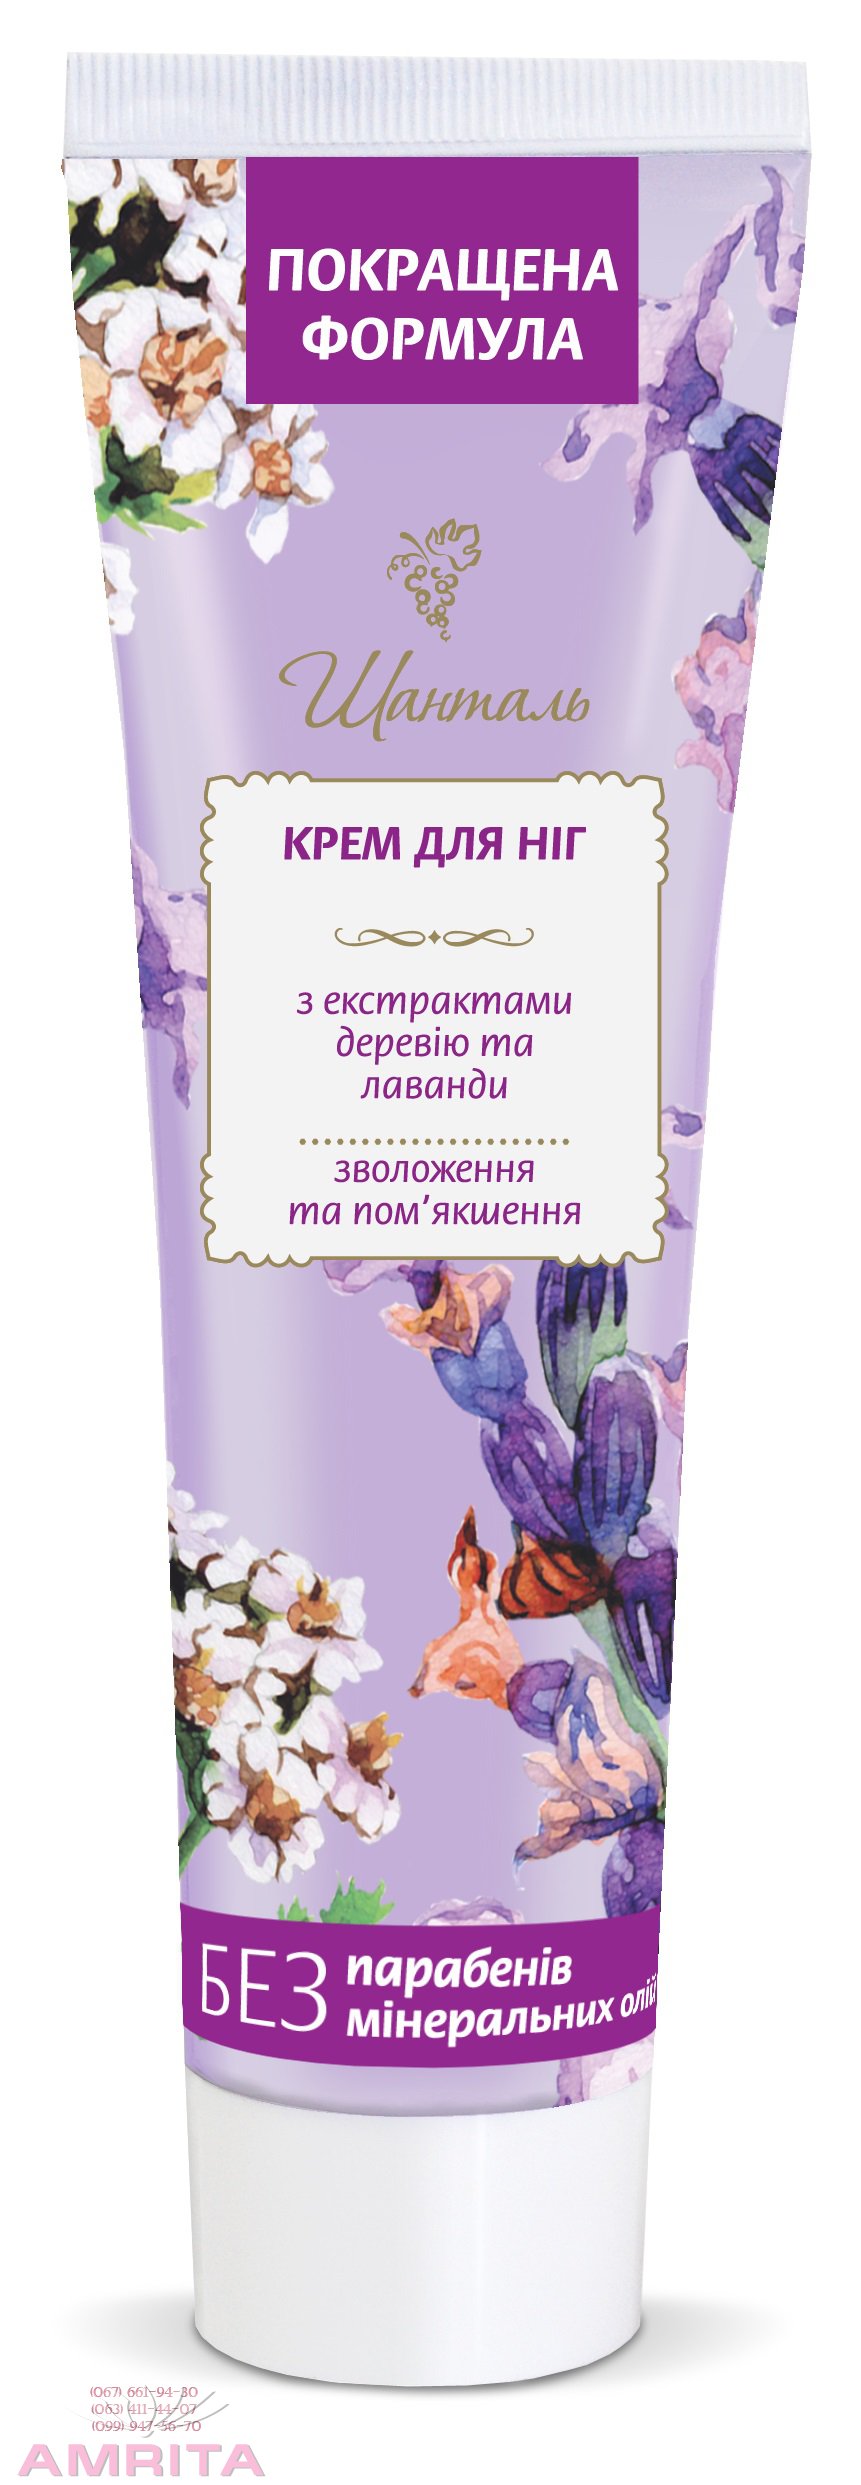 ПОКРАЩЕНА
ФОРМУЛА
Шанталь
КРЕМ ДЛЯ НІГ
з екстрактами
деревію та
лаванди
зволоження
та пом’якшення
БЕЗ парабенів
мінеральних олій
(067) 661-94-30
(063) 411-44-07
(099) 947-56-70
AMRITA